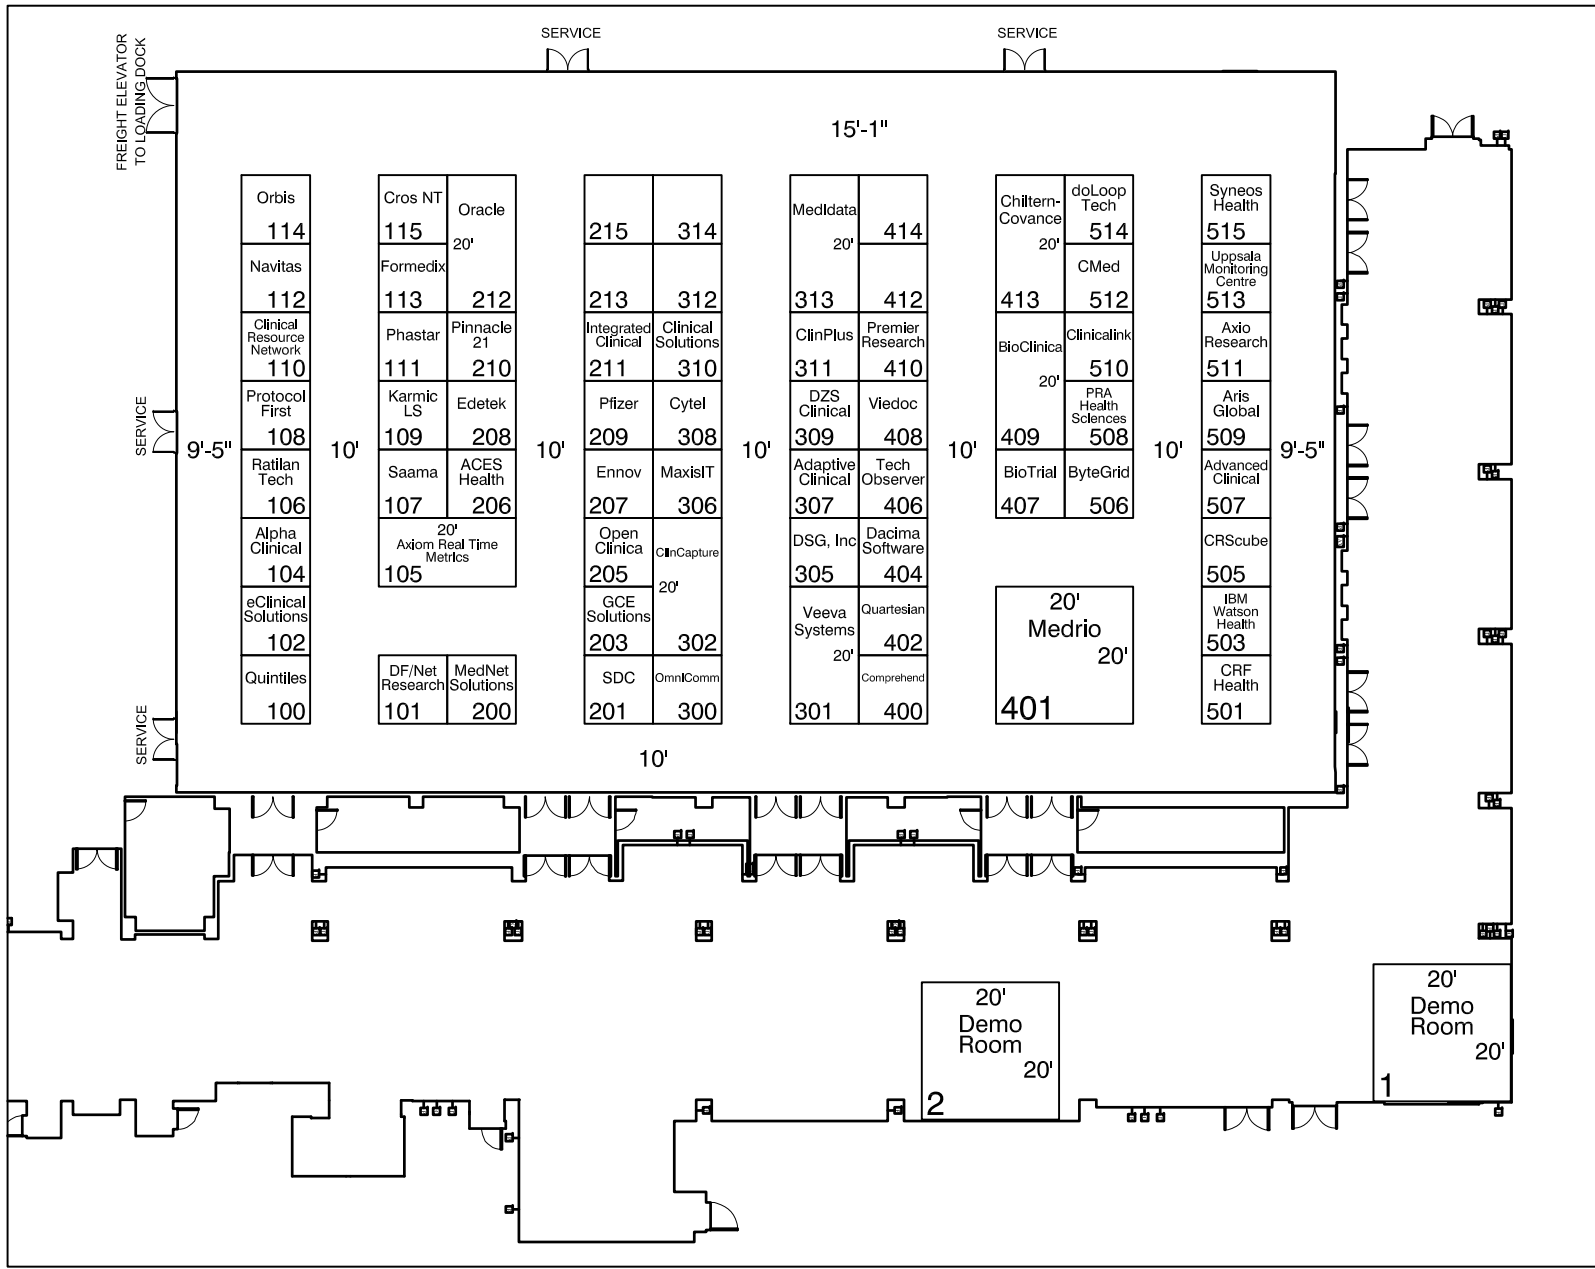 SERVICE
SERVICE
FREIGHT ELEVATOR
TO LOADING DOCK
15'-1"
Orbis
114
Navitas
112
Clinical
Resource
Network
110
Protocol
First
108
Ratilan
Tech
106
Alpha
Clinical
104
eClinical
Solutions
102
Quintiles
100
SERVICE
SERVICE
9'-5"
10'
Cros NT
115
Formedix
113
Phastar
111
Karmic
LS
109
Saama
107
20'
Axiom Real Time
Metrics
105
DF/Net
Research
101
Oracle
20'
212
Pinnacle
21
210
Edetek
208
ACES
Health
206
MedNet
Solutions
200
10'
215
213
Integrated
Clinical
211
Pfizer
209
Ennov
207
Open
Clinica
205
GCE
Solutions
203
SDC
201
314
312
Clinical
Solutions
310
Cytel
308
MaxisIT
306
ClinCapture
20'
302
OmniComm
300
10'
10'
Medidata
20'
313
ClinPlus
311
DZS
Clinical
309
Adaptive
Clinical
307
DSG, Inc
305
Veeva
Systems
20'
301
414
412
Premier
Research
410
Viedoc
408
Tech
Observer
406
Dacima
Software
404
Quartesian
402
Comprehend
400
10'
Chiltern-
Covance
20'
413
BioClinica
20'
409
BioTrial
407
doLoop
Tech
514
CMed
512
Clinicalink
510
PRA
Health
Sciences
508
ByteGrid
506
20'
Medrio
20'
401
10'
Syneos
Health
515
Uppsala
Monitoring
Centre
513
Axio
Research
511
Aris
Global
509
Advanced
Clinical
507
CRScube
505
IBM
Watson
Health
503
CRF
Health
501
9'-5"
20'
Demo
Room
20'
2
20'
Demo
Room
20'
1